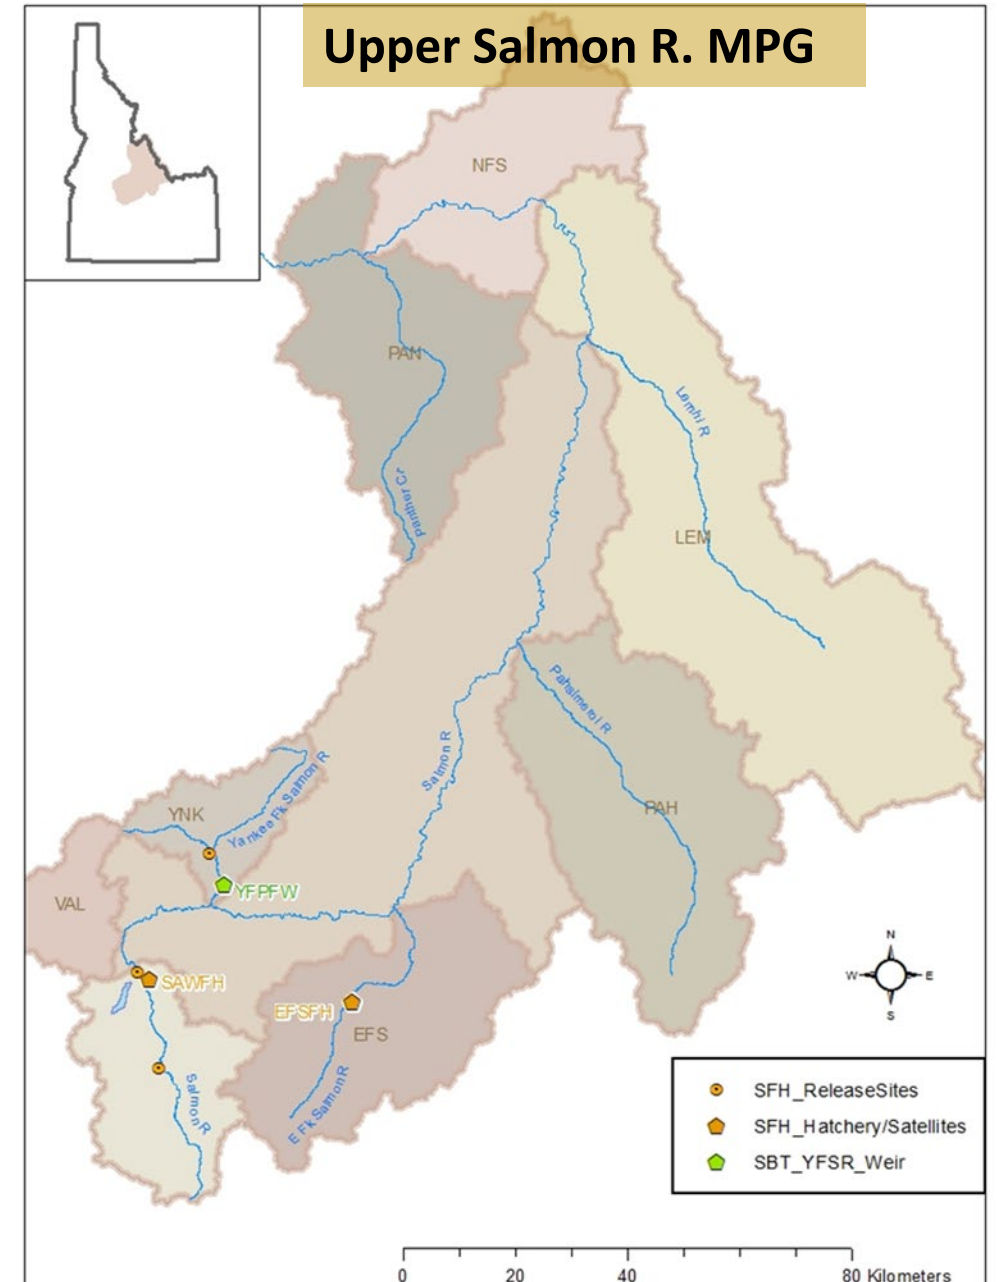 Upper Salmon R. MPG
NFS
PAN
Lemhi R
Panther Cr
LEM
Pahsimeroi R
Salmon R
PAH
YNK
Yankee Fk Salmon R
YFPFW
VAL
N
W
E
S
SAWFH
EFSFH
EFS
Salmon R
E Fk Salmon R
SFH_ReleaseSites
SFH_Hatchery/Satellites
SBT_YFSR_Weir
0 20 40 80 Kilometers